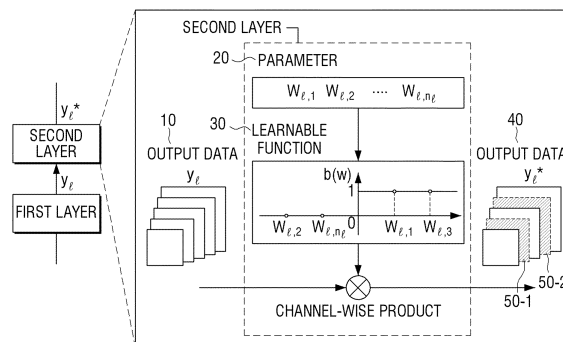 SECOND LAYER
20 PARAMETER
W_{ℓ,1} W_{ℓ,2} ···· W_{ℓ,n_ℓ}
y_ℓ*
SECOND
LAYER
y_ℓ
FIRST LAYER
10
OUTPUT DATA
y_ℓ
30 LEARNABLE
FUNCTION
b(w)
1
0
W_{ℓ,2} W_{ℓ,n_ℓ} W_{ℓ,1} W_{ℓ,3}
40
OUTPUT DATA
y_ℓ*
50-2
50-1
CHANNEL-WISE PRODUCT